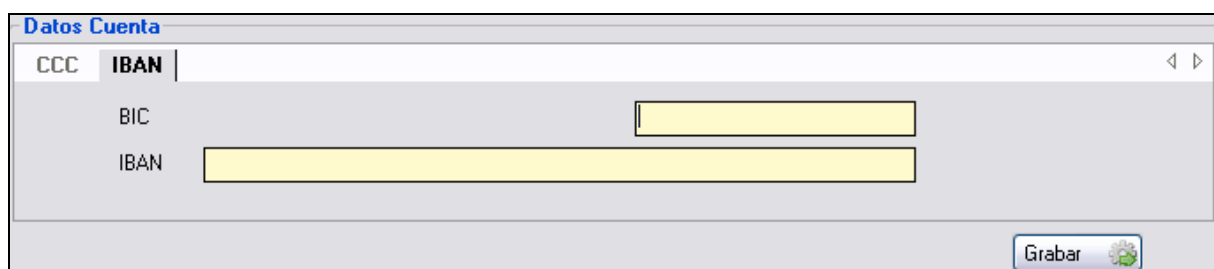 Datos Cuenta
CCC IBAN
BIC
IBAN
Grabar